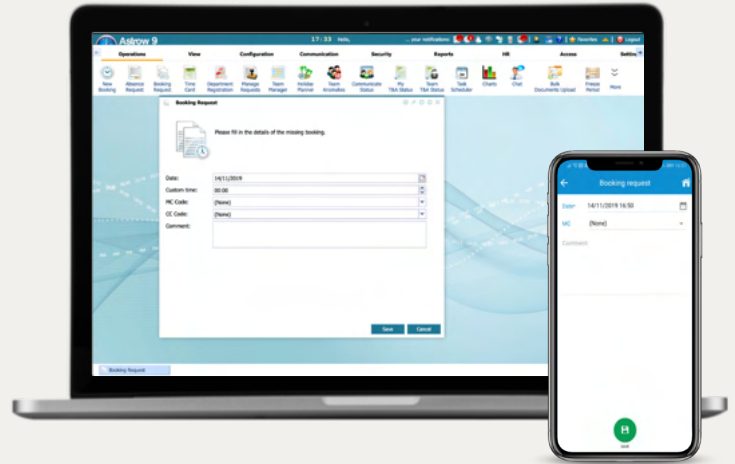 Astrow 9
17:33 Hello,
... your notifications:
Favorites
Logout
Operations View Configuration Communication Security Reports HR Access Setting
New Booking
Absence Request
Booking Request
Time Card
Department Registration
Manage Requests
Team Manager
Holiday Planner
Team Anomalies
Communicate Status
My T&A Status
Team T&A Status
Task Scheduler
Charts
Chat
Bulk Documents Upload
Freeze Period
More
Booking Request
Please fill in the details of the missing booking.
Date: 14/11/2019
Custom time: 00:00
MC Code: (None)
CC Code: (None)
Comment:
Save Cancel
Booking Request
Booking request
Date* 14/11/2019 16:50
MC (None)
Comment